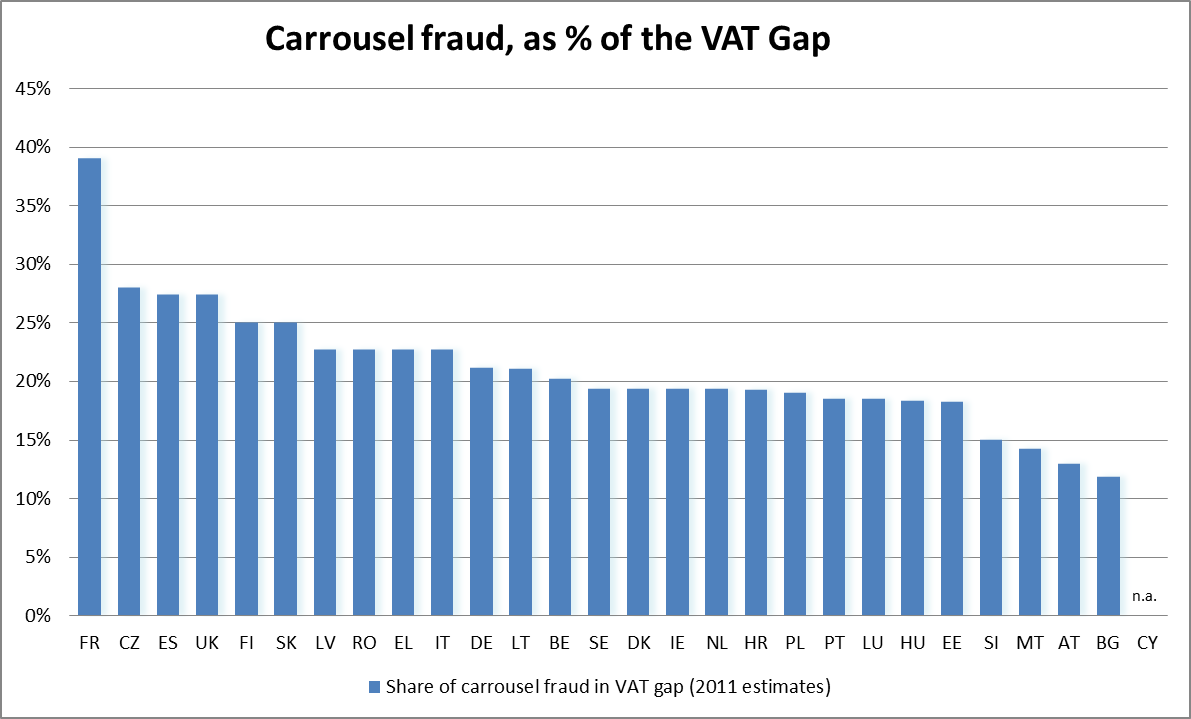 Carrousel fraud, as % of the VAT Gap
45%
40%
35%
30%
25%
20%
15%
10%
5%
0%
n.a.
FR CZ ES UK FI SK LV RO EL IT DE LT BE SE DK IE NL HR PL PT LU HU EE SI MT AT BG CY
Share of carrousel fraud in VAT gap (2011 estimates)